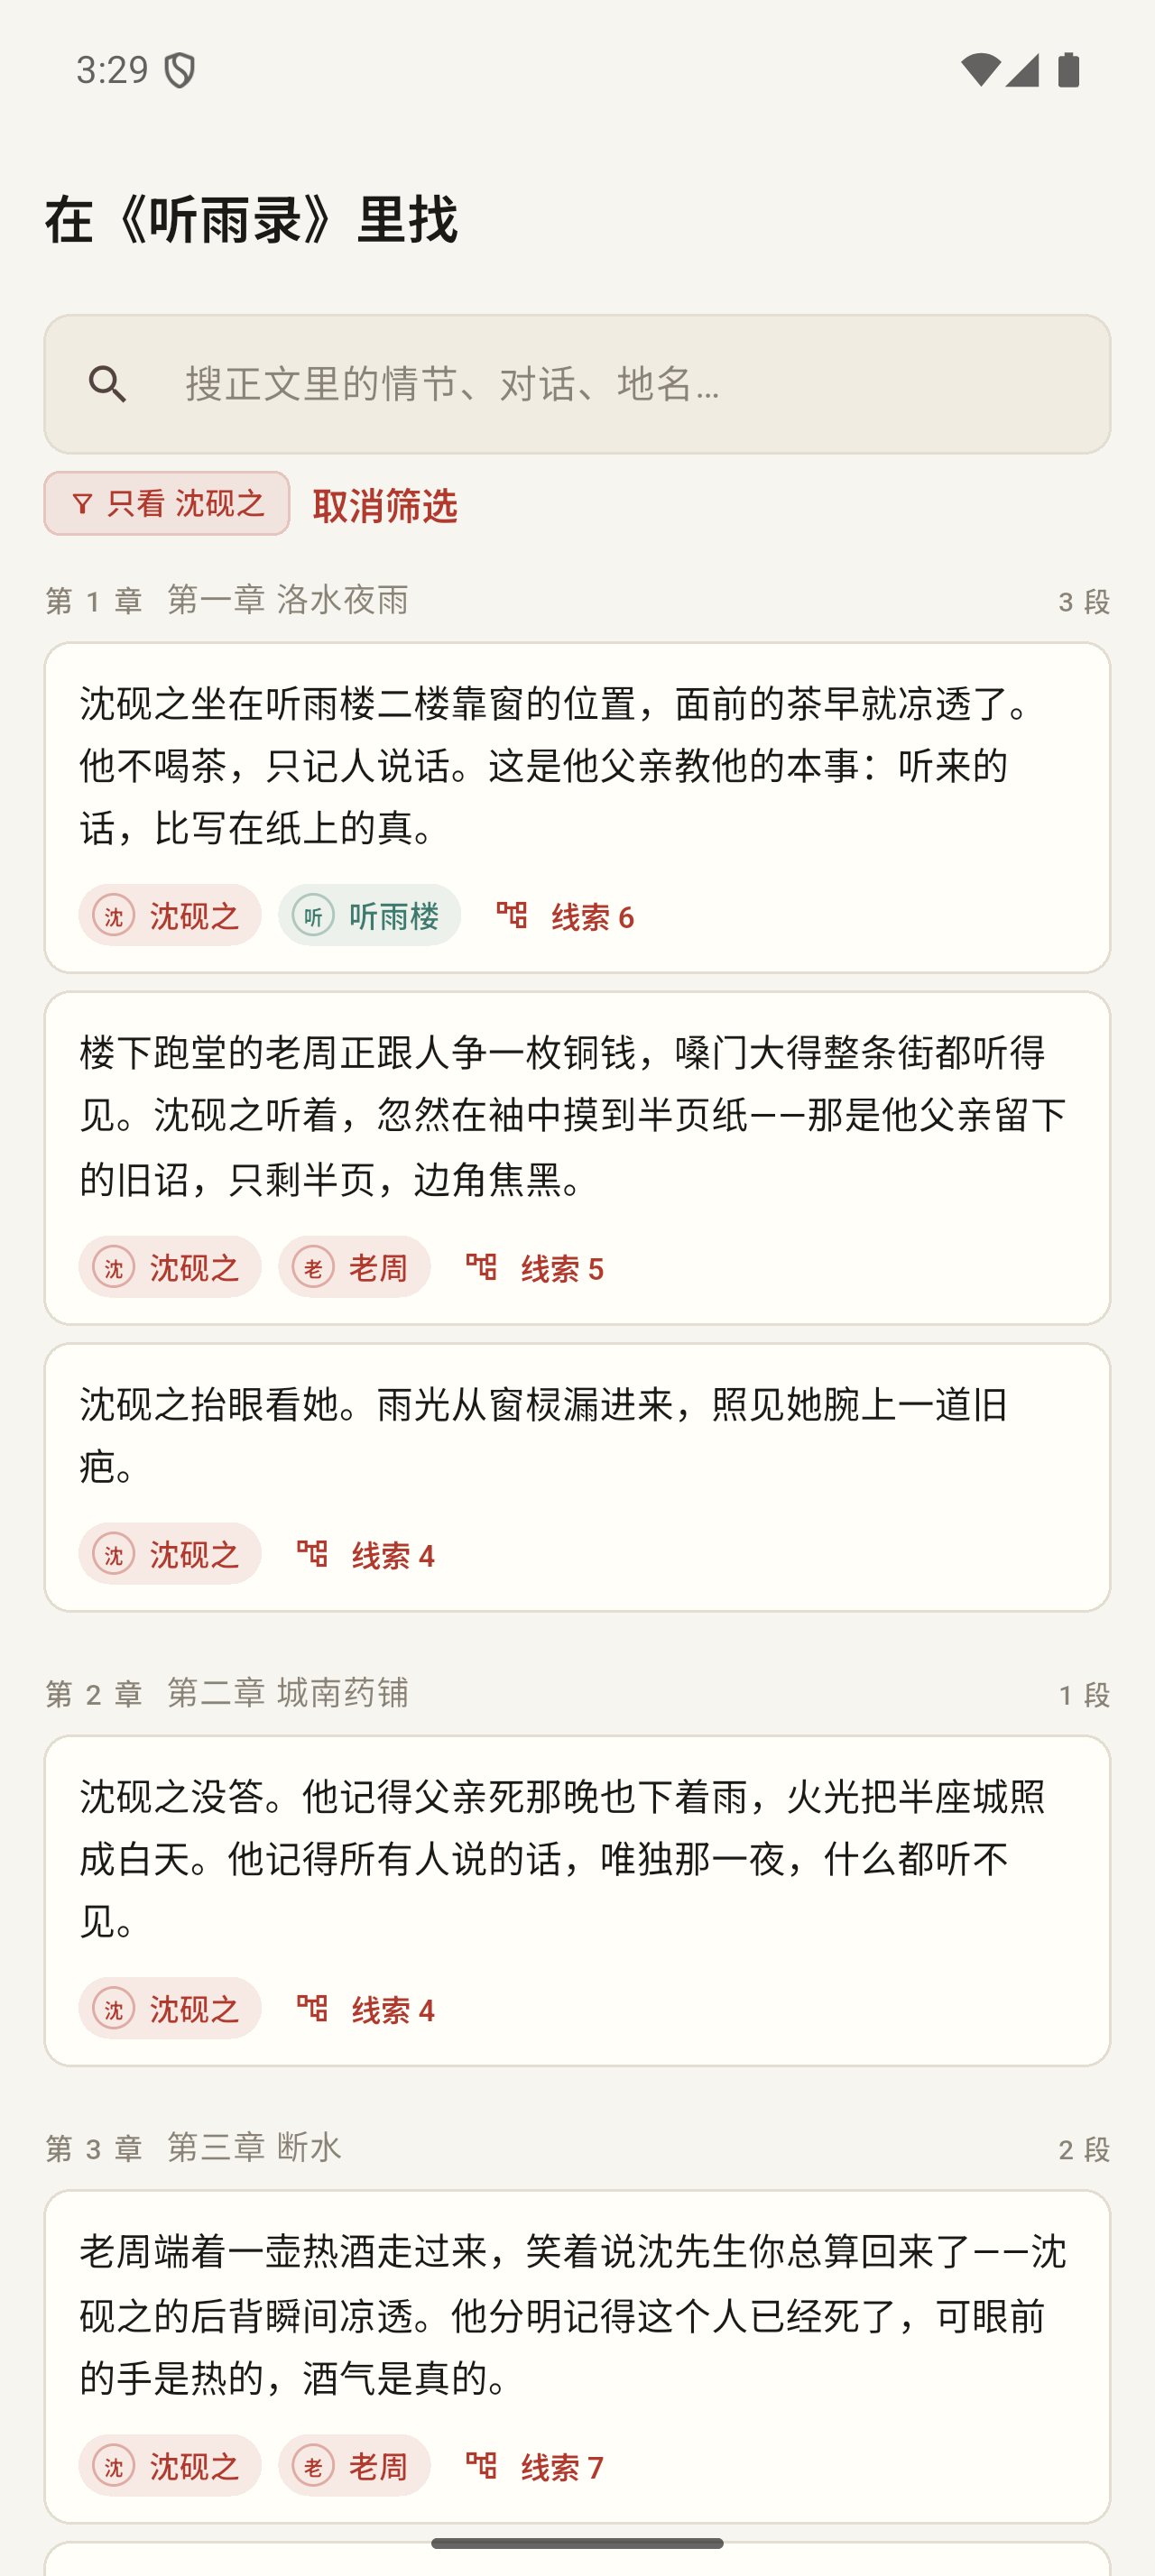 3:29
在《听雨录》里找
搜正文里的情节、对话、地名…
只看 沈砚之 取消筛选
第 1 章 第一章 洛水夜雨 3 段
沈砚之坐在听雨楼二楼靠窗的位置，面前的茶早就凉透了。
他不喝茶，只记人说话。这是他父亲教他的本事：听来的
话，比写在纸上的真。
沈 沈砚之 听 听雨楼 线索 6
楼下跑堂的老周正跟人争一枚铜钱，嗓门大得整条街都听得
见。沈砚之听着，忽然在袖中摸到半页纸——那是他父亲留下
的旧诏，只剩半页，边角焦黑。
沈 沈砚之 老 老周 线索 5
沈砚之抬眼看她。雨光从窗棂漏进来，照见她腕上一道旧
疤。
沈 沈砚之 线索 4
第 2 章 第二章 城南药铺 1 段
沈砚之没答。他记得父亲死那晚也下着雨，火光把半座城照
成白天。他记得所有人说的话，唯独那一夜，什么都听不
见。
沈 沈砚之 线索 4
第 3 章 第三章 断水 2 段
老周端着一壶热酒走过来，笑着说沈先生你总算回来了——沈
砚之的后背瞬间凉透。他分明记得这个人已经死了，可眼前
的手是热的，酒气是真的。
沈 沈砚之 老 老周 线索 7